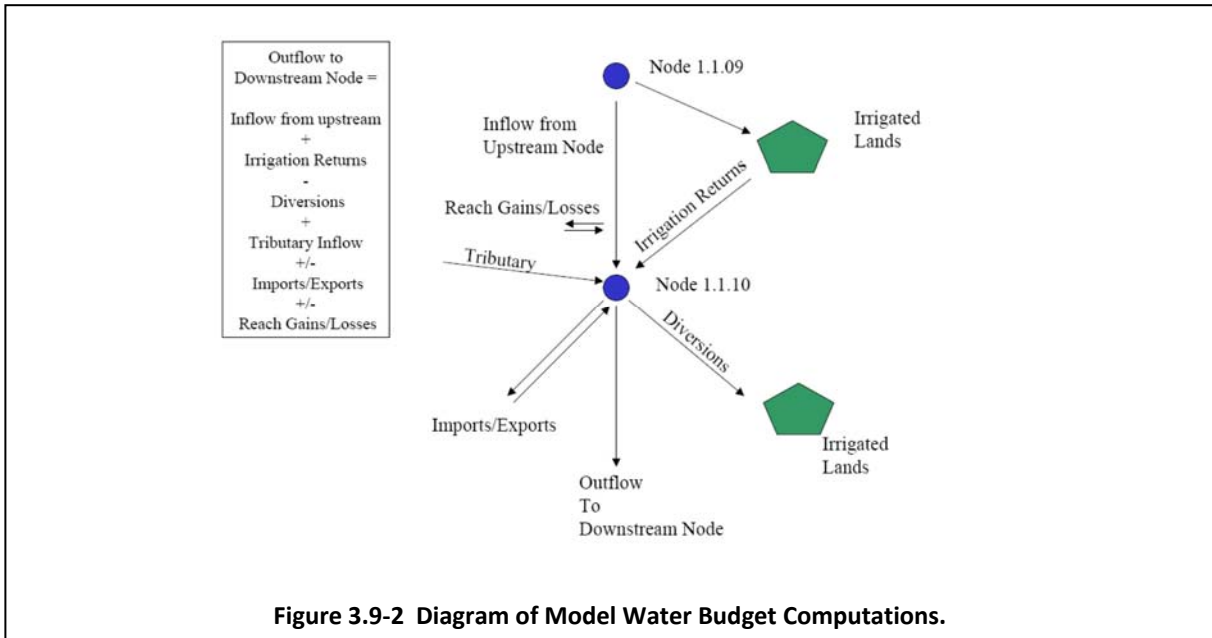 Outflow to
Downstream Node =
Inflow from upstream
+
Irrigation Returns
-
Diversions
+
Tributary Inflow
+/-
Imports/Exports
+/-
Reach Gains/Losses
Node 1.1.09
Inflow from
Upstream Node
Irrigated
Lands
Irrigation Returns
Reach Gains/Losses
Tributary
Node 1.1.10
Diversions
Imports/Exports
Irrigated
Lands
Outflow
To
Downstream Node
Figure 3.9-2 Diagram of Model Water Budget Computations.